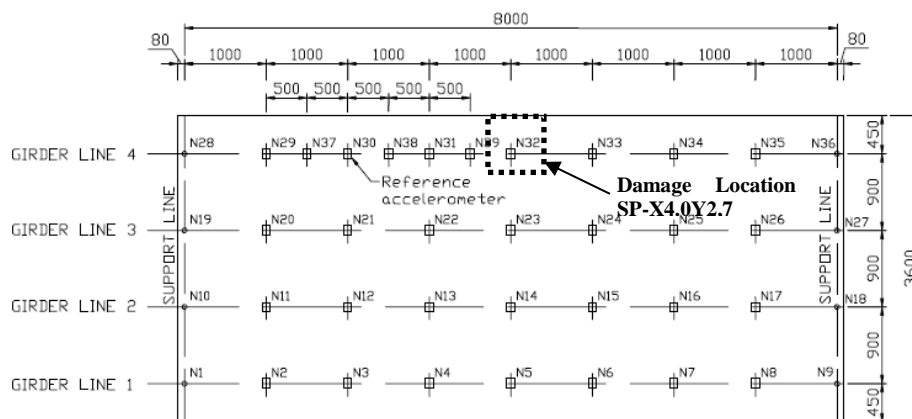 8000
80
80
1000 1000 1000 1000 1000 1000 1000 1000
500 500 500 500 500
450
GIRDER LINE 4
N28 N29 N37 N30 N38 N31 N39 N32 N33 N34 N35 N36
Reference
accelerometer
Damage Location
SP-X4.0Y2.7
900
GIRDER LINE 3
N19 N20 N21 N22 N23 N24 N25 N26 N27
SUPPORT LINE
SUPPORT LINE
900
3600
GIRDER LINE 2
N10 N11 N12 N13 N14 N15 N16 N17 N18
900
GIRDER LINE 1
N1 N2 N3 N4 N5 N6 N7 N8 N9
450